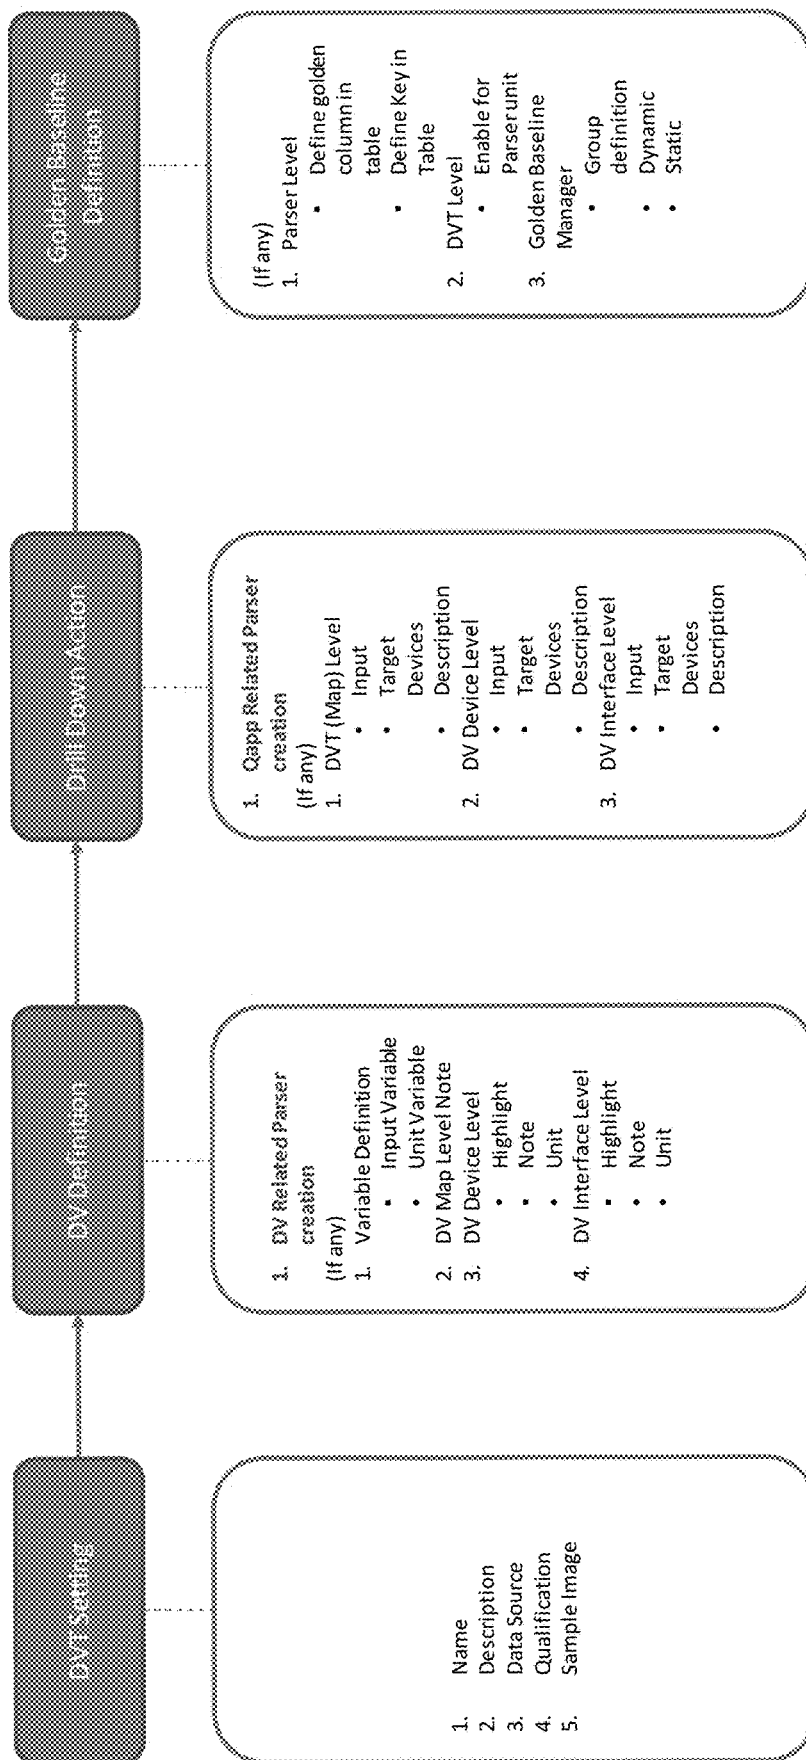 DVT Setting
1. Name
2. Description
3. Data Source
4. Qualification
5. Sample Image
DV Definition
1. DV Related Parser
creation
(If any)
1. Variable Definition
• Input Variable
• Unit Variable
2. DV Map Level Note
3. DV Device Level
• Highlight
• Note
• Unit
4. DV Interface Level
• Highlight
• Note
• Unit
Drill Down Action
1. Qapp Related Parser
creation
(If any)
1. DVT (Map) Level
• Input
• Target
Devices
• Description
2. DV Device Level
• Input
• Target
Devices
• Description
3. DV Interface Level
• Input
• Target
Devices
• Description
Golden Baseline
Definition
(If any)
1. Parser Level
• Define golden
column in
table
• Define Key in
Table
2. DVT Level
• Enable for
Parser unit
3. Golden Baseline
Manager
• Group
definition
• Dynamic
• Static